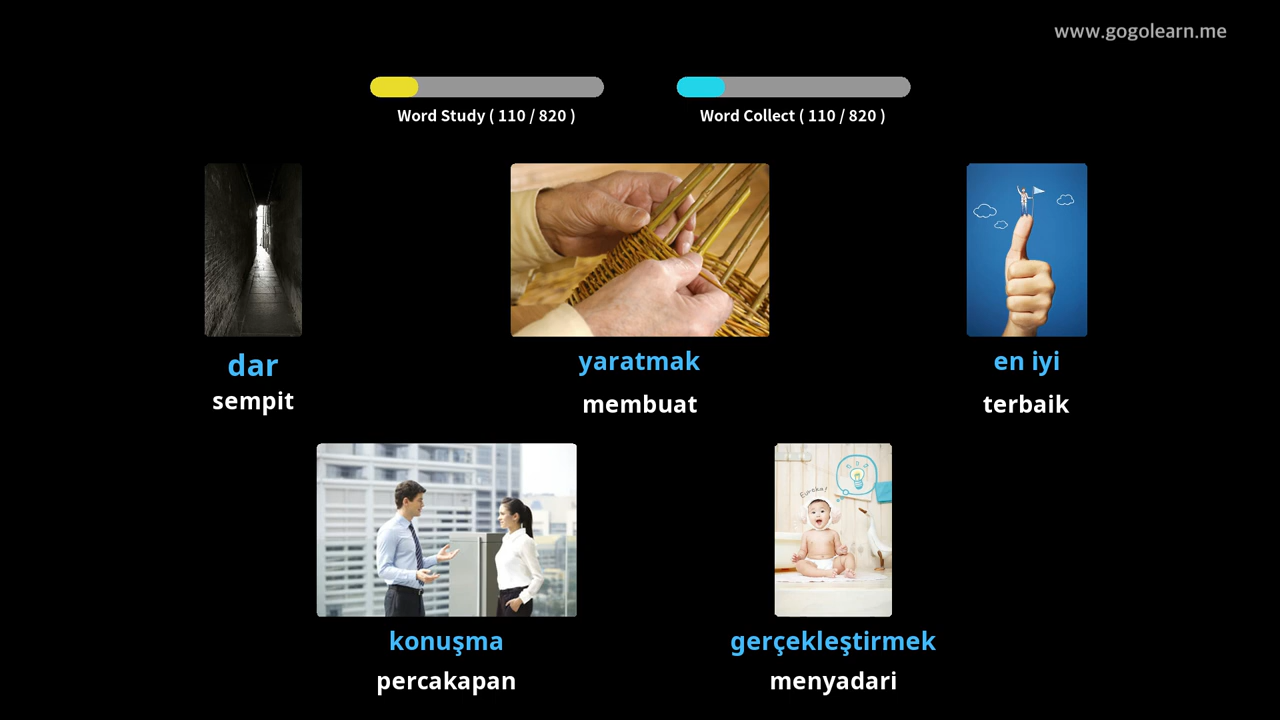 www.gogolearn.me
Word Study ( 110 / 820 )
Word Collect ( 110 / 820 )
dar
sempit
yaratmak
membuat
en iyi
terbaik
Eureka!
konuşma
percakapan
gerçekleştirmek
menyadari